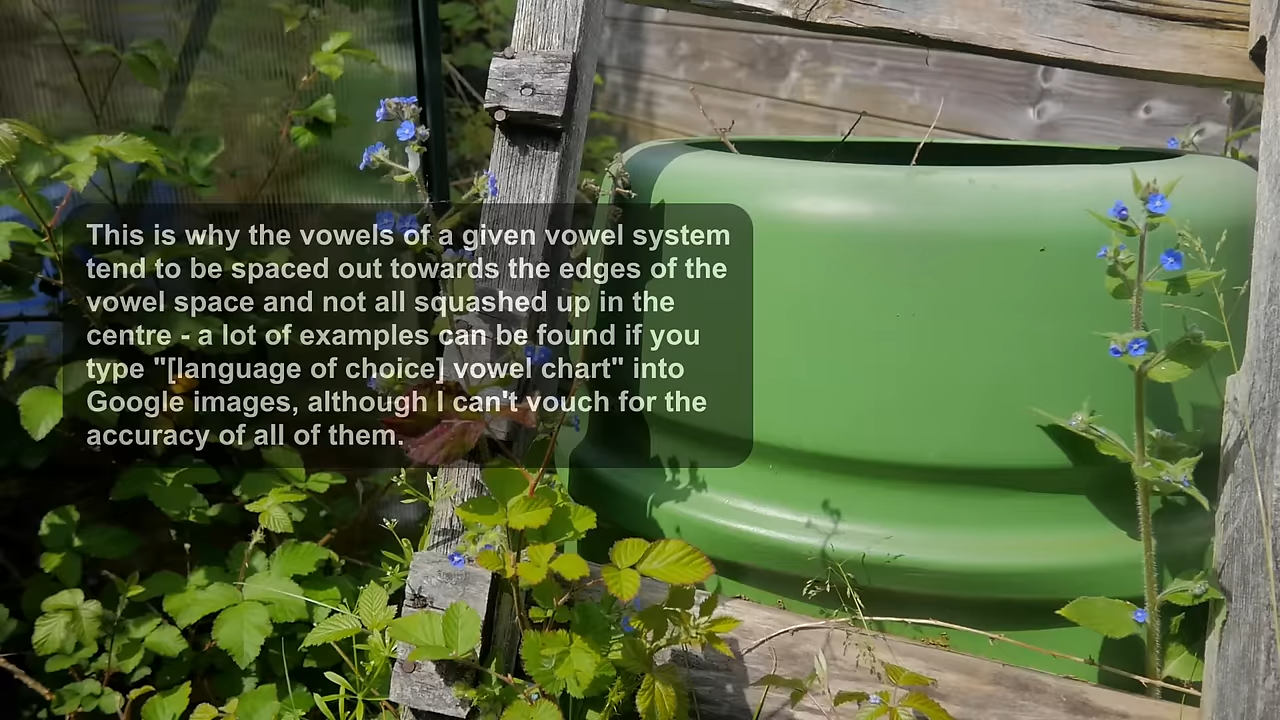 This is why the vowels of a given vowel system
tend to be spaced out towards the edges of the
vowel space and not all squashed up in the
centre - a lot of examples can be found if you
type "[language of choice] vowel chart" into
Google images, although I can't vouch for the
accuracy of all of them.